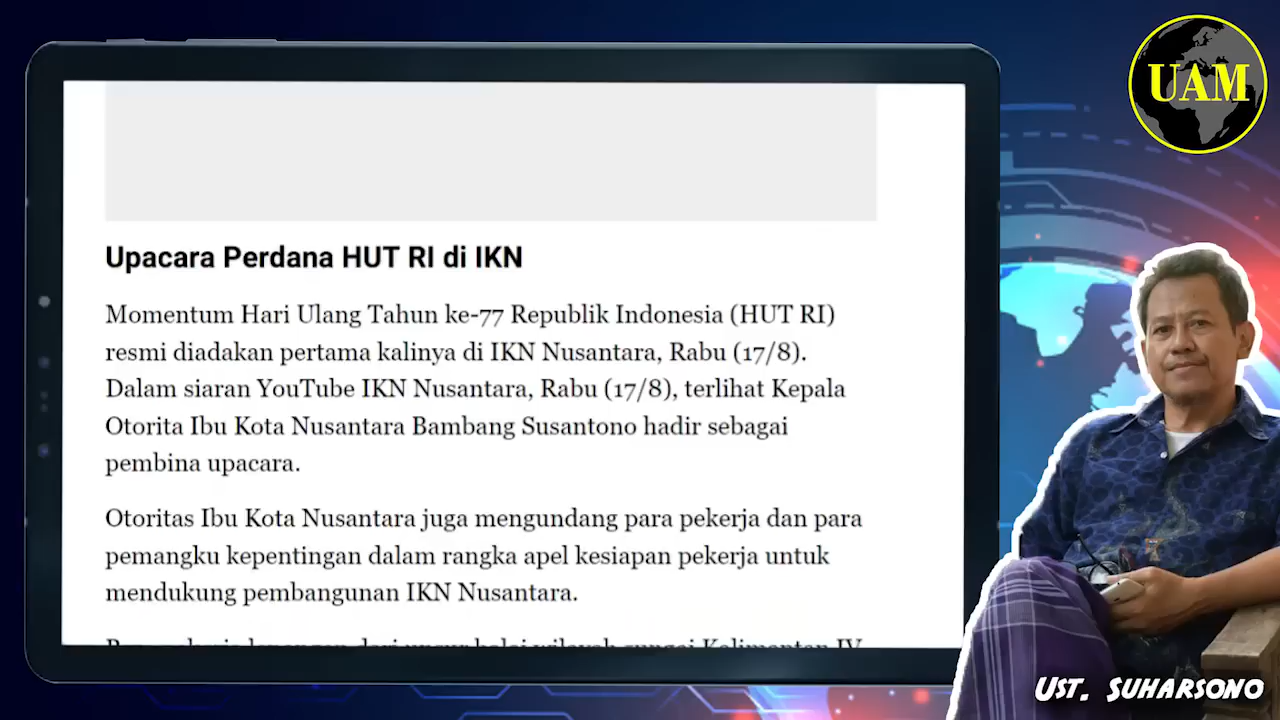 UAM
Upacara Perdana HUT RI di IKN
Momentum Hari Ulang Tahun ke-77 Republik Indonesia (HUT RI)
resmi diadakan pertama kalinya di IKN Nusantara, Rabu (17/8).
Dalam siaran YouTube IKN Nusantara, Rabu (17/8), terlihat Kepala
Otorita Ibu Kota Nusantara Bambang Susantono hadir sebagai
pembina upacara.
Otoritas Ibu Kota Nusantara juga mengundang para pekerja dan para
pemangku kepentingan dalam rangka apel kesiapan pekerja untuk
mendukung pembangunan IKN Nusantara.
Kalimantan IV
Ust. Suharsono